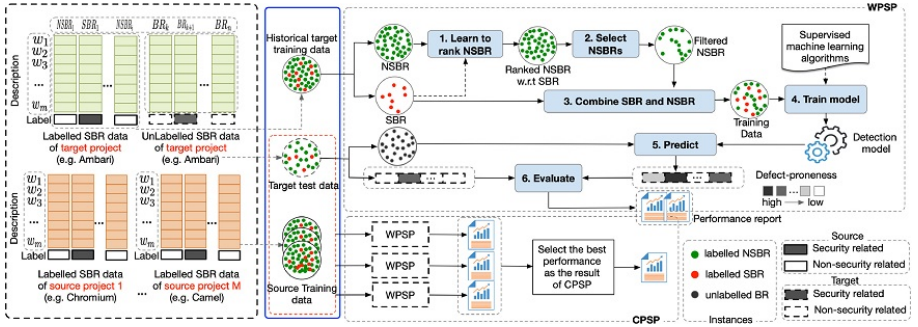 NSBR1 SBR2 NSBRi BRk BRk+1 BRn
w1
w2
w3
...
wm
Description
Label
Labelled SBR data
of target project
(e.g. Ambari)
UnLabelled SBR data
of target project
(e.g. Ambari)
w1
w2
w3
...
wm
Description
Label
Labelled SBR data
of source project 1
(e.g. Chromium)
...
Labelled SBR data
of source project M
(e.g. Camel)
Historical target
training data
Target test data
Source Training
data
WPSP
NSBR
1. Learn to
rank NSBR
Ranked NSBR
w.r.t SBR
2. Select
NSBRs
Filtered
NSBR
Supervised
machine learning
algorithms
SBR
3. Combine SBR and NSBR
Training
Data
4. Train model
Detection
model
5. Predict
6. Evaluate
Defect-proneness
high → low
Performance report
WPSP
WPSP
WPSP
Select the best
performance
as the result
of CPSP
CPSP
labelled NSBR
labelled SBR
unlabelled BR
Instances
Source
Security related
Non-security related
Target
Security related
Non-security related